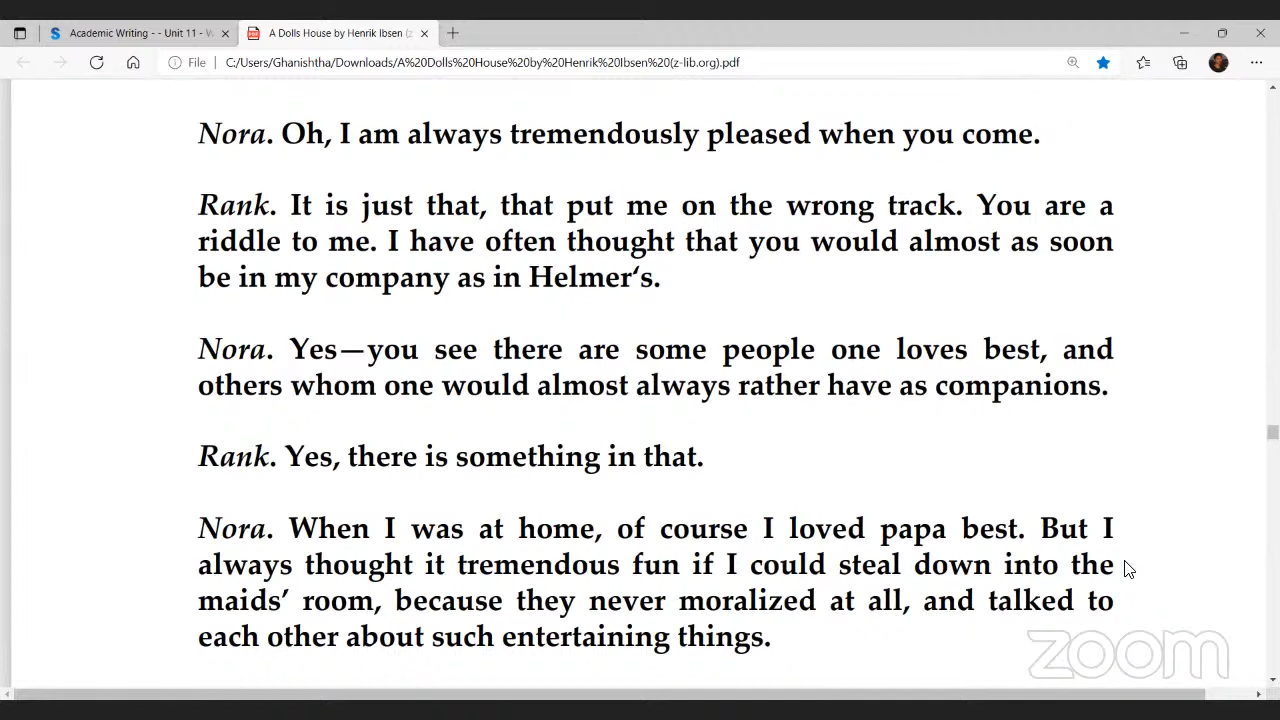 Academic Writing - - Unit 11 - W
A Dolls House by Henrik Ibsen (z
File
C:/Users/Ghanishtha/Downloads/A%20Dolls%20House%20by%20Henrik%20Ibsen%20(z-lib.org).pdf
Nora. Oh, I am always tremendously pleased when you come.
Rank. It is just that, that put me on the wrong track. You are a
riddle to me. I have often thought that you would almost as soon
be in my company as in Helmer‘s.
Nora. Yes—you see there are some people one loves best, and
others whom one would almost always rather have as companions.
Rank. Yes, there is something in that.
Nora. When I was at home, of course I loved papa best. But I
always thought it tremendous fun if I could steal down into the
maids’ room, because they never moralized at all, and talked to
each other about such entertaining things.
zoom